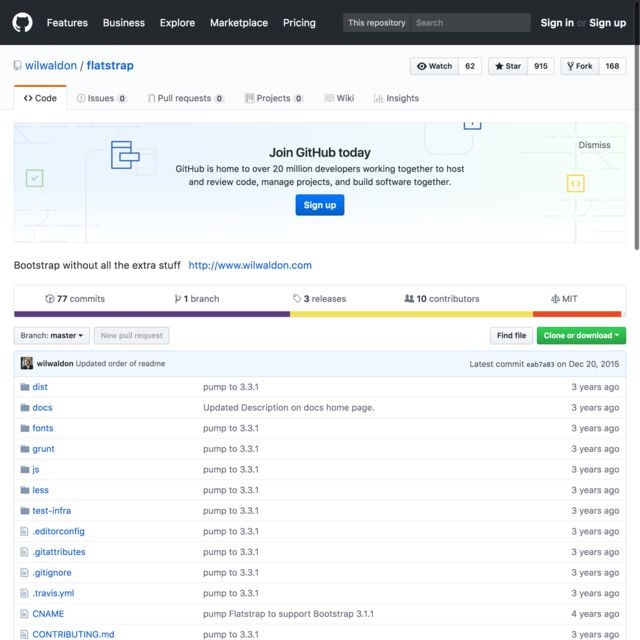 Features Business Explore Marketplace Pricing This repository Search Sign in or Sign up
wilwaldon / flatstrap Watch 62 Star 915 Fork 168
Code Issues 0 Pull requests 0 Projects 0 Wiki Insights
Join GitHub today Dismiss
GitHub is home to over 20 million developers working together to host
and review code, manage projects, and build software together.
Sign up
Bootstrap without all the extra stuff http://www.wilwaldon.com
77 commits 1 branch 3 releases 10 contributors MIT
Branch: master New pull request Find file Clone or download
wilwaldon Updated order of readme Latest commit eab7a83 on Dec 20, 2015
dist pump to 3.3.1 3 years ago
docs Updated Description on docs home page. 3 years ago
fonts pump to 3.3.1 3 years ago
grunt pump to 3.3.1 3 years ago
js pump to 3.3.1 3 years ago
less pump to 3.3.1 3 years ago
test-infra pump to 3.3.1 3 years ago
.editorconfig pump to 3.3.1 3 years ago
.gitattributes pump to 3.3.1 3 years ago
.gitignore pump to 3.3.1 3 years ago
.travis.yml pump to 3.3.1 3 years ago
CNAME pump Flatstrap to support Bootstrap 3.1.1 4 years ago
CONTRIBUTING.md pump to 3.3.1 3 years ago